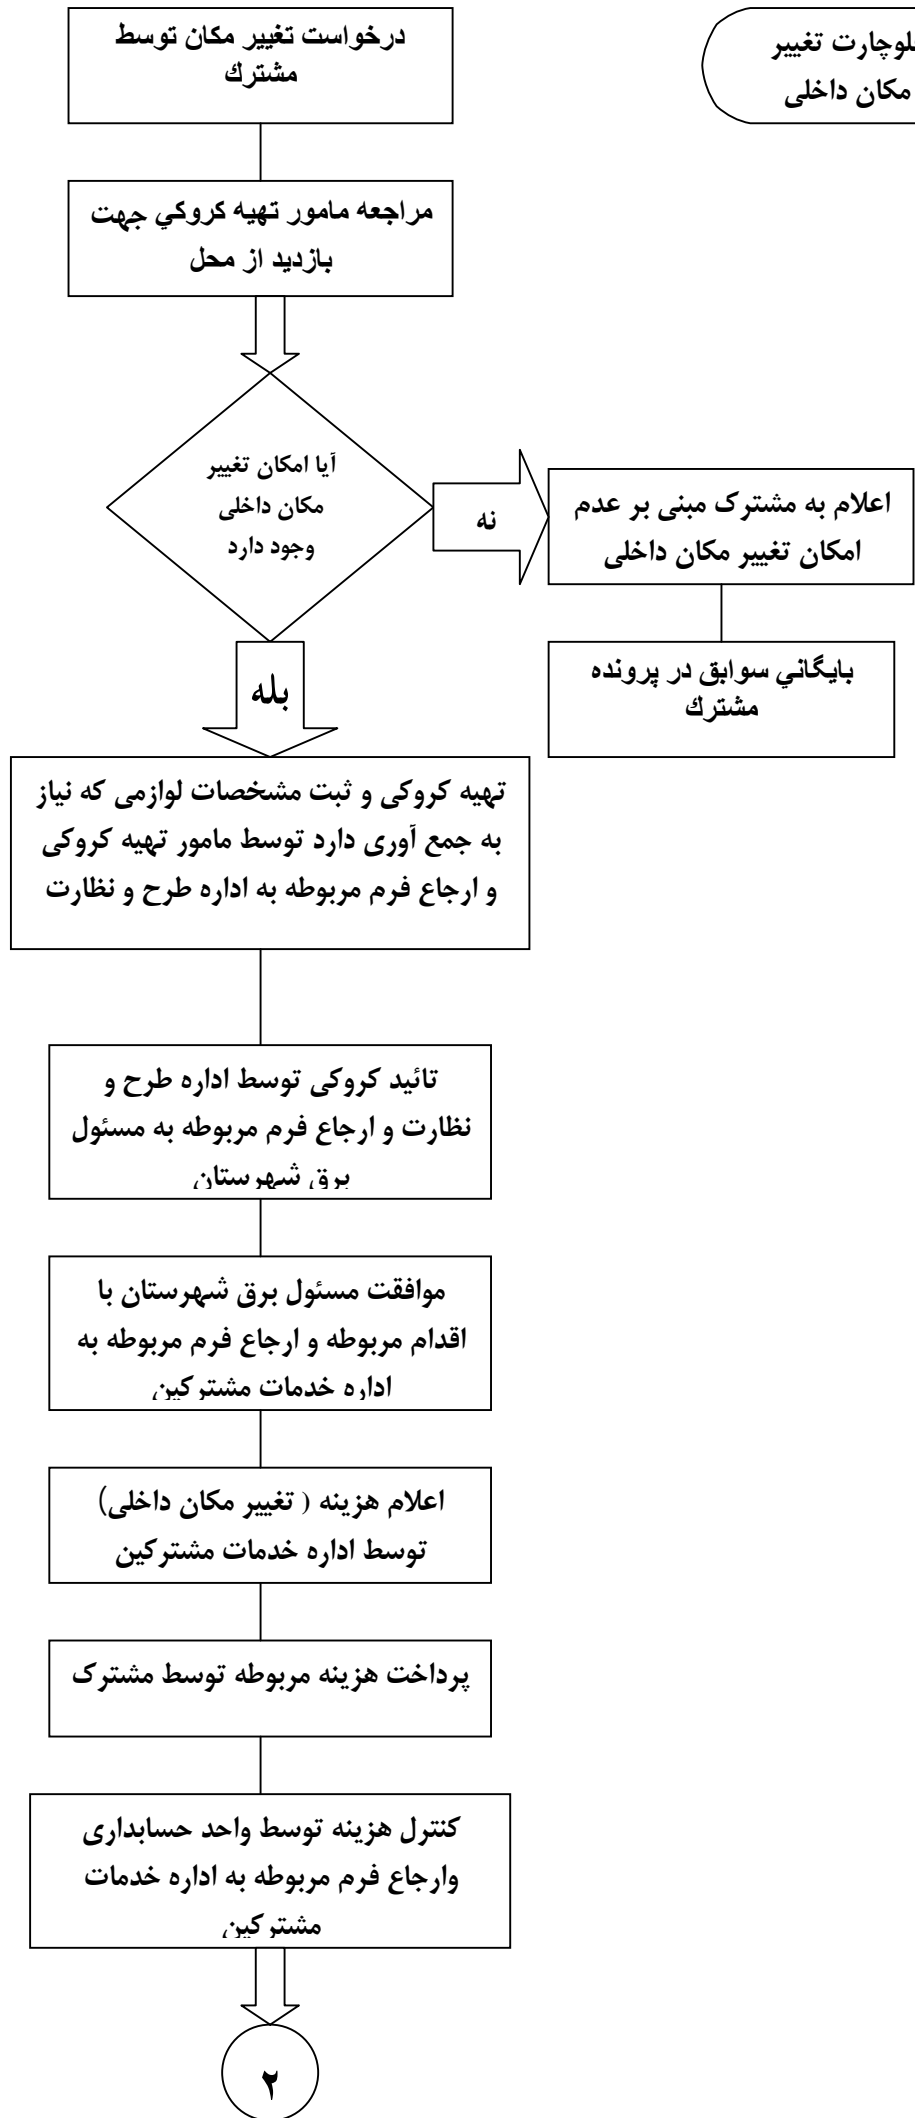 درخواست تغيير مكان توسط
مشترك
تغییر
مکان داخلی
مراجعه مامور تهيه كروكي جهت
بازديد از محل
آیا امکان تغییر
مکان داخلی
وجود دارد
نه
اعلام به مشترک مبنی بر عدم
امکان تغییر مکان داخلی
بايگاني سوابق در پرونده
مشترك
بله
تهیه کروکی و ثبت مشخصات لوازمی که نیاز
به جمع آوری دارد توسط مامور تهیه کروکی
و ارجاع فرم مربوطه به اداره طرح و نظارت
تائید کروکی توسط اداره طرح و
نظارت و ارجاع فرم مربوطه به مسئول
برق شهرستان
موافقت مسئول برق شهرستان با
اقدام مربوطه و ارجاع فرم مربوطه به
اداره خدمات مشترکین
اعلام هزینه ( تغییر مکان داخلی)
توسط اداره خدمات مشترکین
پرداخت هزینه مربوطه توسط مشترک
کنترل هزینه توسط واحد حسابداری
وارجاع فرم مربوطه به اداره خدمات
مشترکین
۲